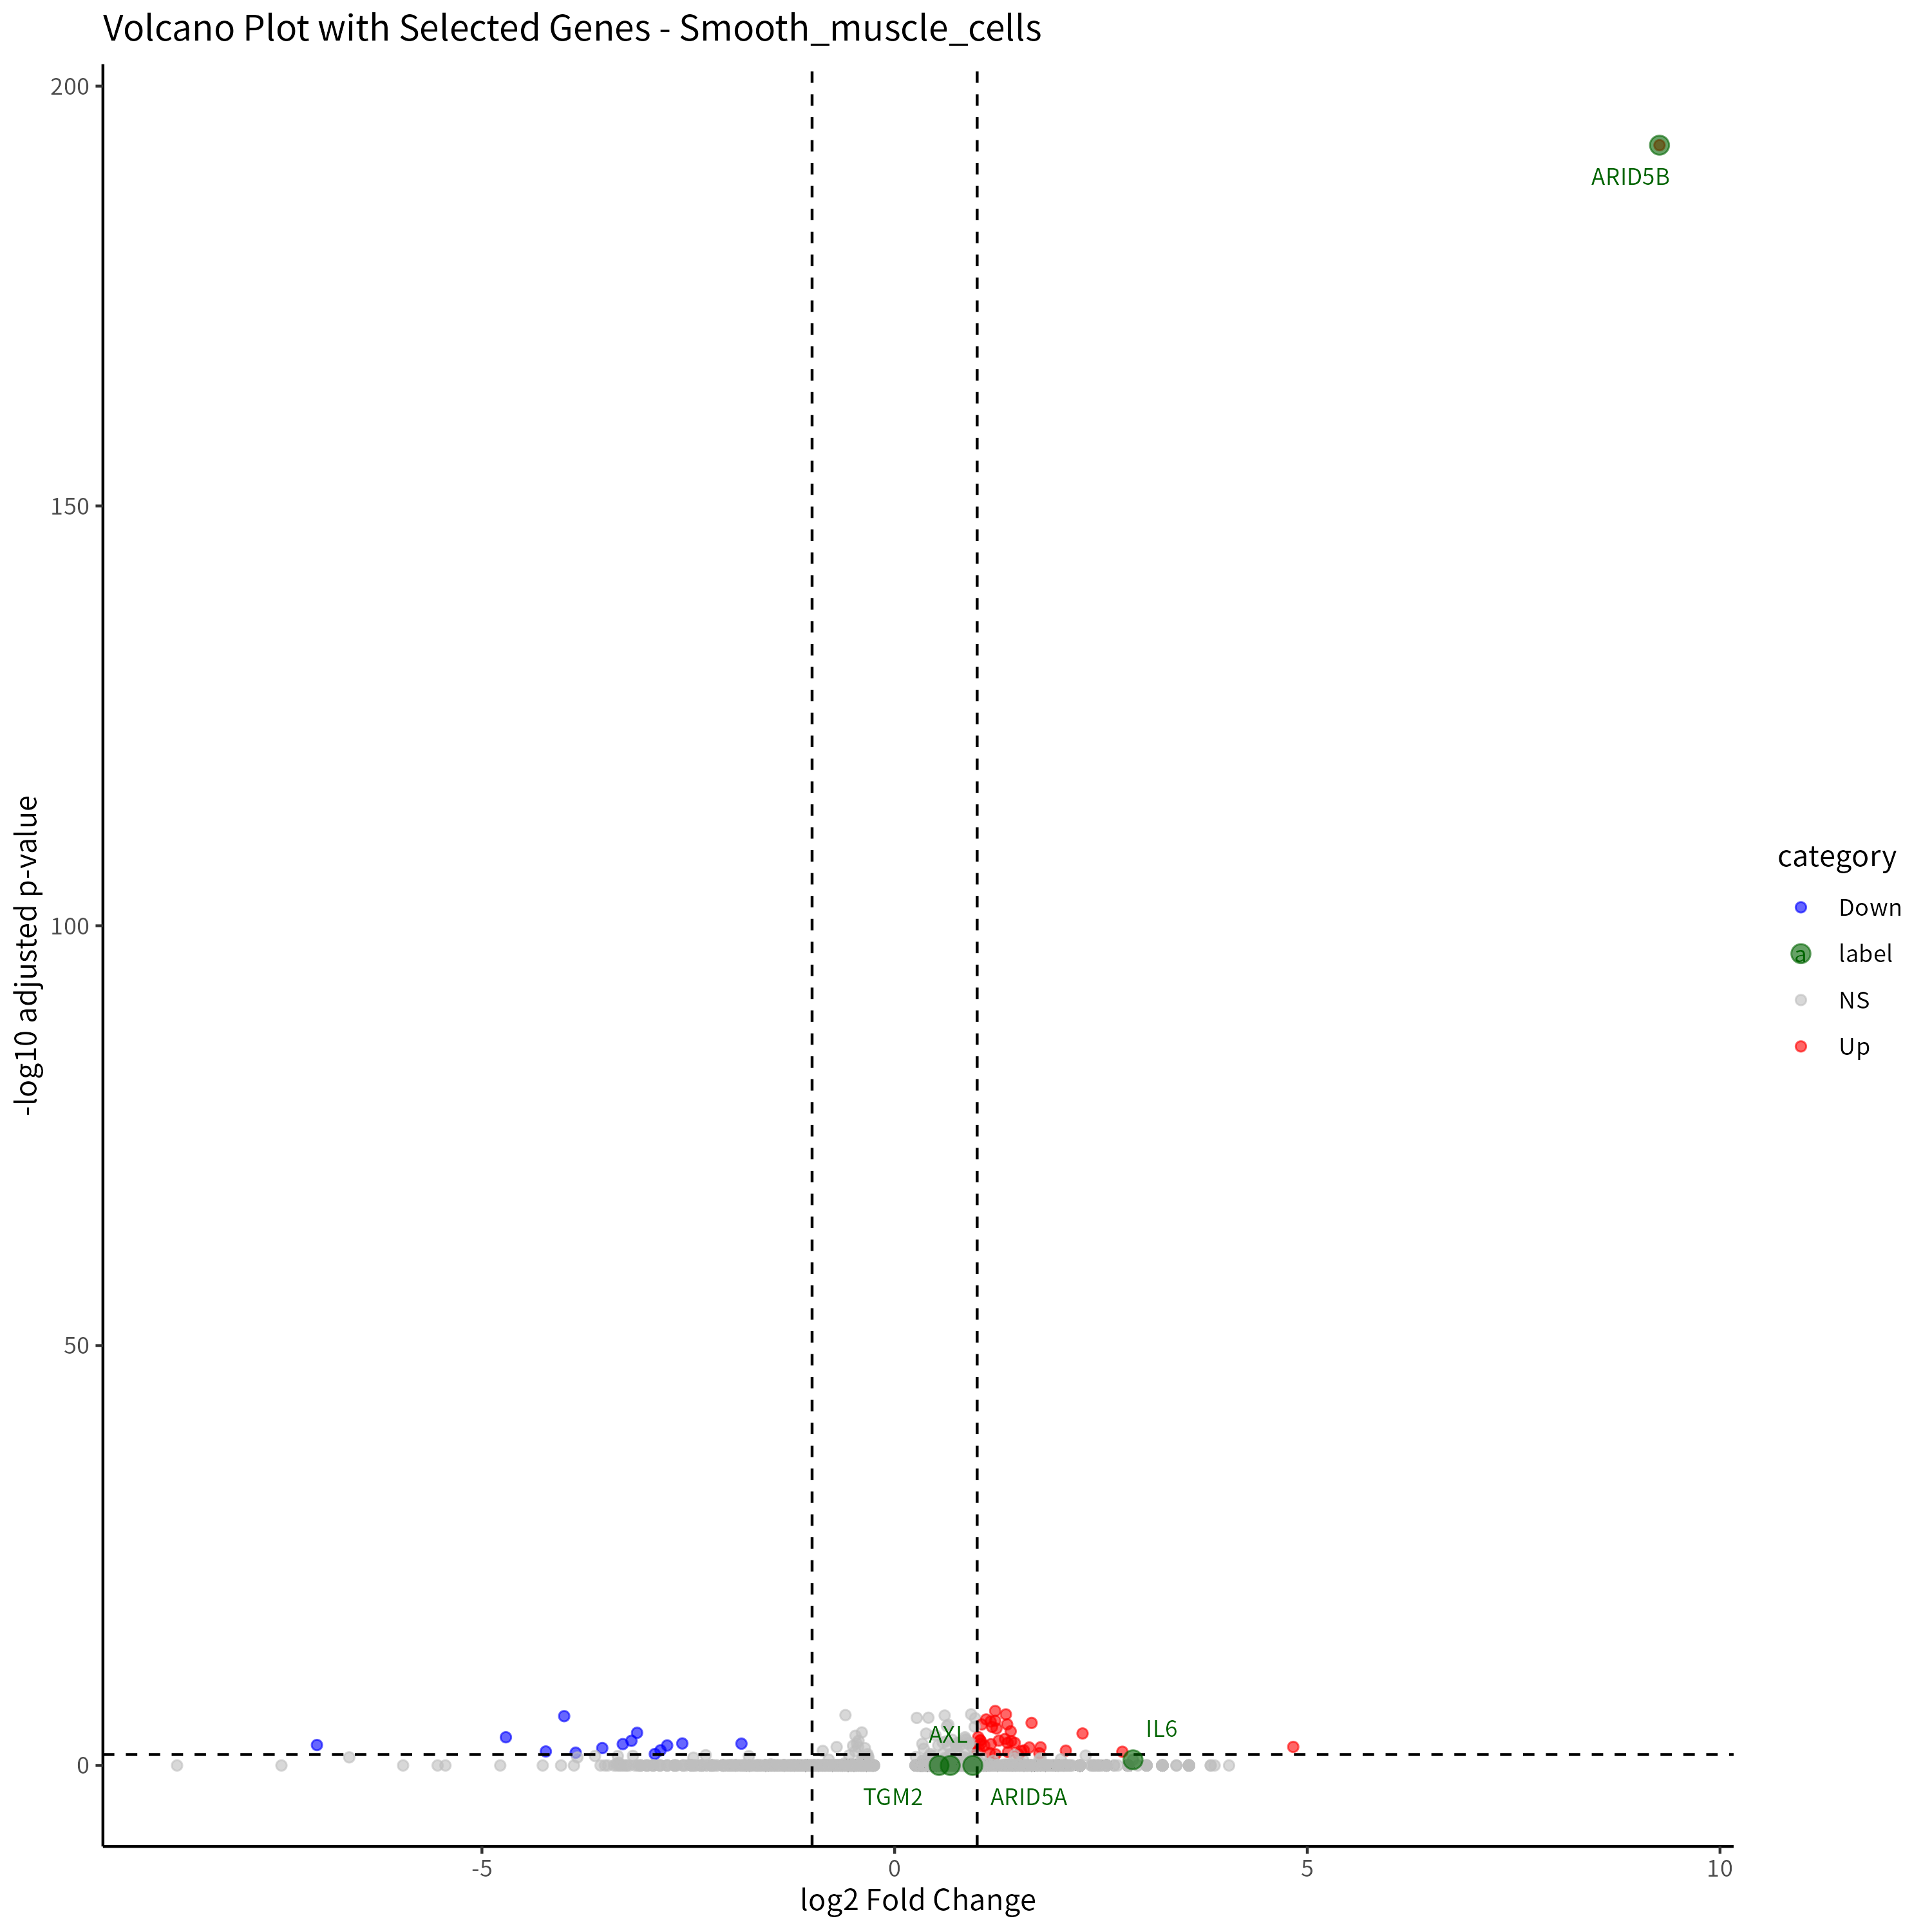 Volcano Plot with Selected Genes - Smooth_muscle_cells
200
150
100
50
0
-log10 adjusted p-value
ARID5B
AXL
IL6
TGM2
ARID5A
-5
0
5
10
log2 Fold Change
category
Down
a
label
NS
Up